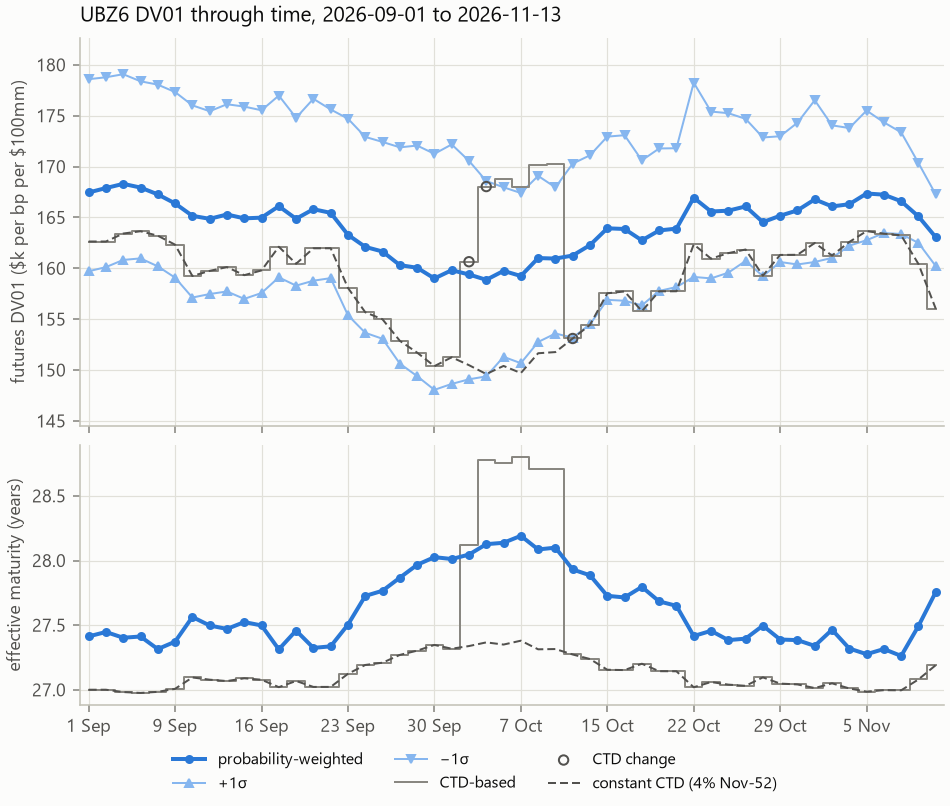 UBZ6 DV01 through time, 2026-09-01 to 2026-11-13
futures DV01 ($k per bp per $100mm)
180
175
170
165
160
155
150
145
effective maturity (years)
28.5
28.0
27.5
27.0
1 Sep 9 Sep 16 Sep 23 Sep 30 Sep 7 Oct 15 Oct 22 Oct 29 Oct 5 Nov
probability-weighted −1σ CTD change
+1σ CTD-based constant CTD (4% Nov-52)